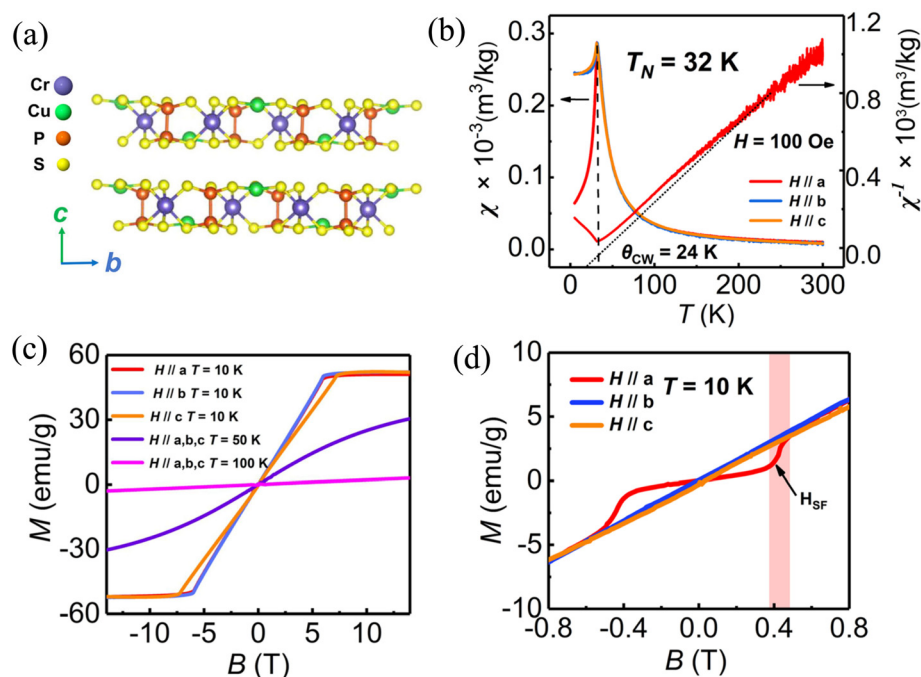 (a)
Cr
Cu
P
S
c
b
(b)
χ × 10⁻³(m³/kg)
0.3
0.2
0.1
0.0
T_N = 32 K
H = 100 Oe
H // a
H // b
H // c
θ_CW = 24 K
0
100
200
300
T (K)
1.2
0.8
0.4
0.0
χ⁻¹ × 10³(m³/kg)
(c)
M (emu/g)
60
30
0
-30
-60
H // a T = 10 K
H // b T = 10 K
H // c T = 10 K
H // a,b,c T = 50 K
H // a,b,c T = 100 K
-10
-5
0
5
10
B (T)
(d)
M (emu/g)
10
5
0
-5
-10
H // a
H // b
H // c
T = 10 K
H_SF
-0.8
-0.4
0.0
0.4
0.8
B (T)